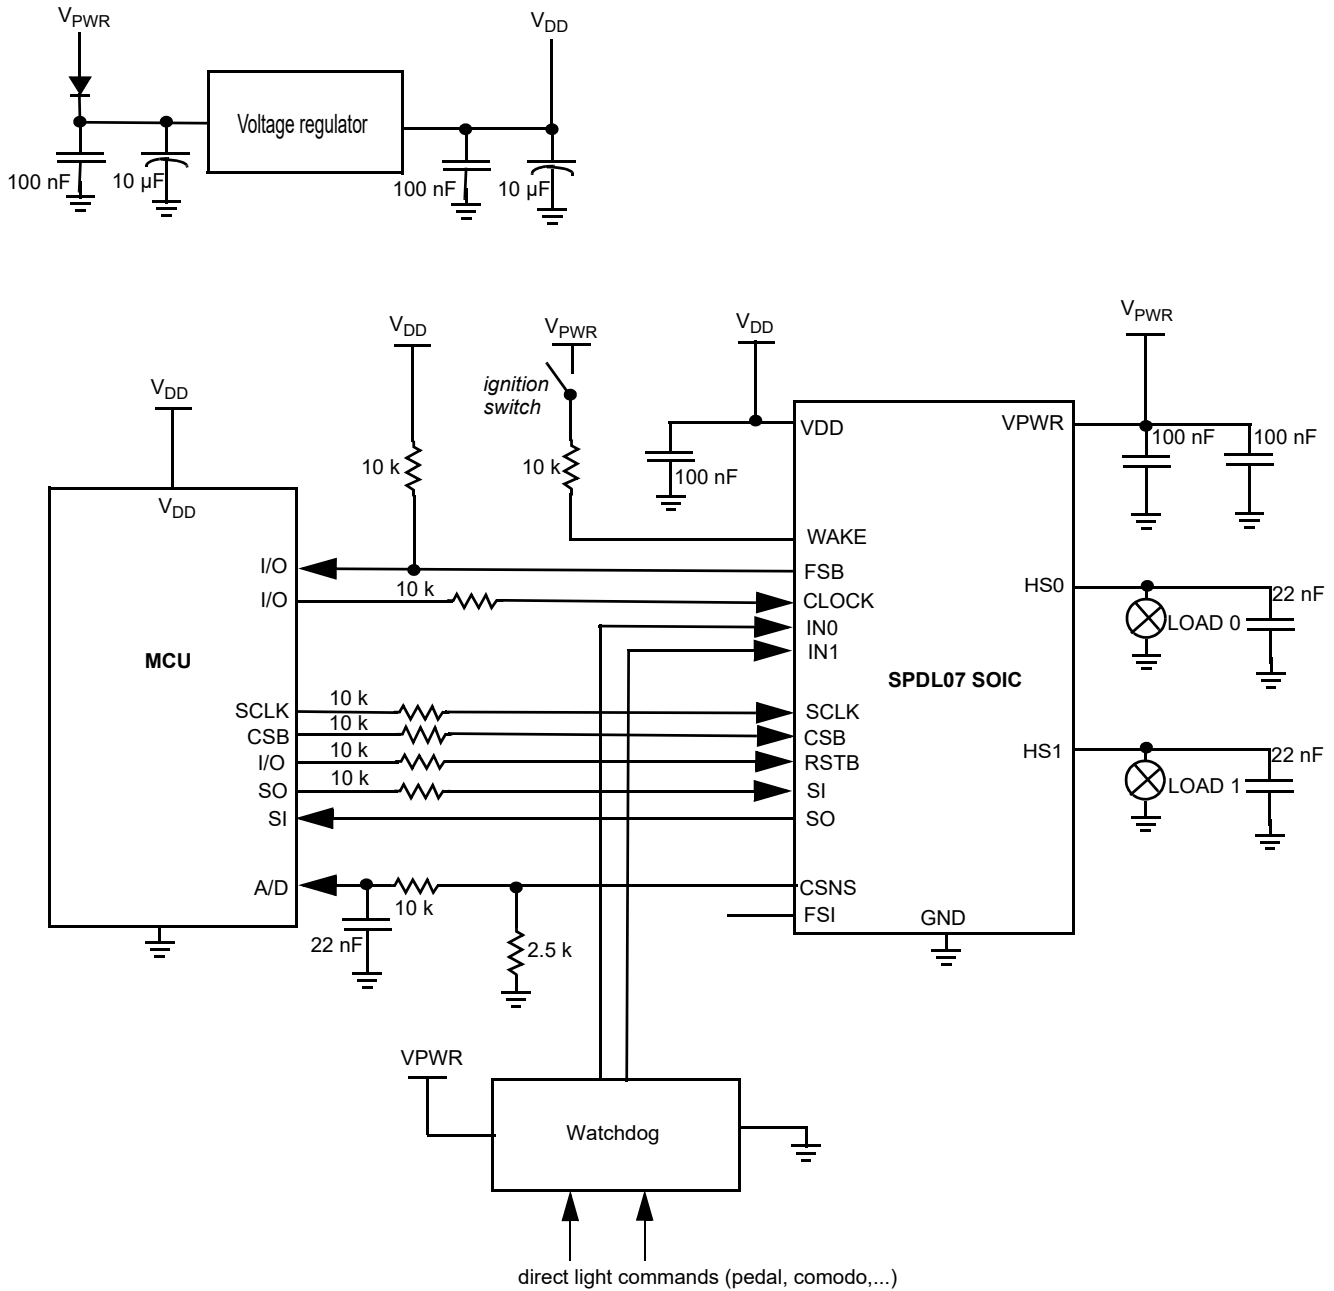 VPWR
VDD
Voltage regulator
100 nF
10 µF
100 nF
10 µF
VPWR
VDD
VPWR
VDD
VDD
ignition
switch
VDD
VPWR
100 nF
100 nF
10 k
10 k
100 nF
VDD
WAKE
I/O
FSB
HS0
10 k
I/O
CLOCK
22 nF
IN0
LOAD 0
IN1
MCU
SPDL07 SOIC
10 k
SCLK
SCLK
10 k
CSB
CSB
HS1
10 k
I/O
RSTB
22 nF
10 k
SO
SI
LOAD 1
SI
SO
A/D
CSNS
10 k
FSI
GND
22 nF
2.5 k
VPWR
Watchdog
direct light commands (pedal, comodo,...)